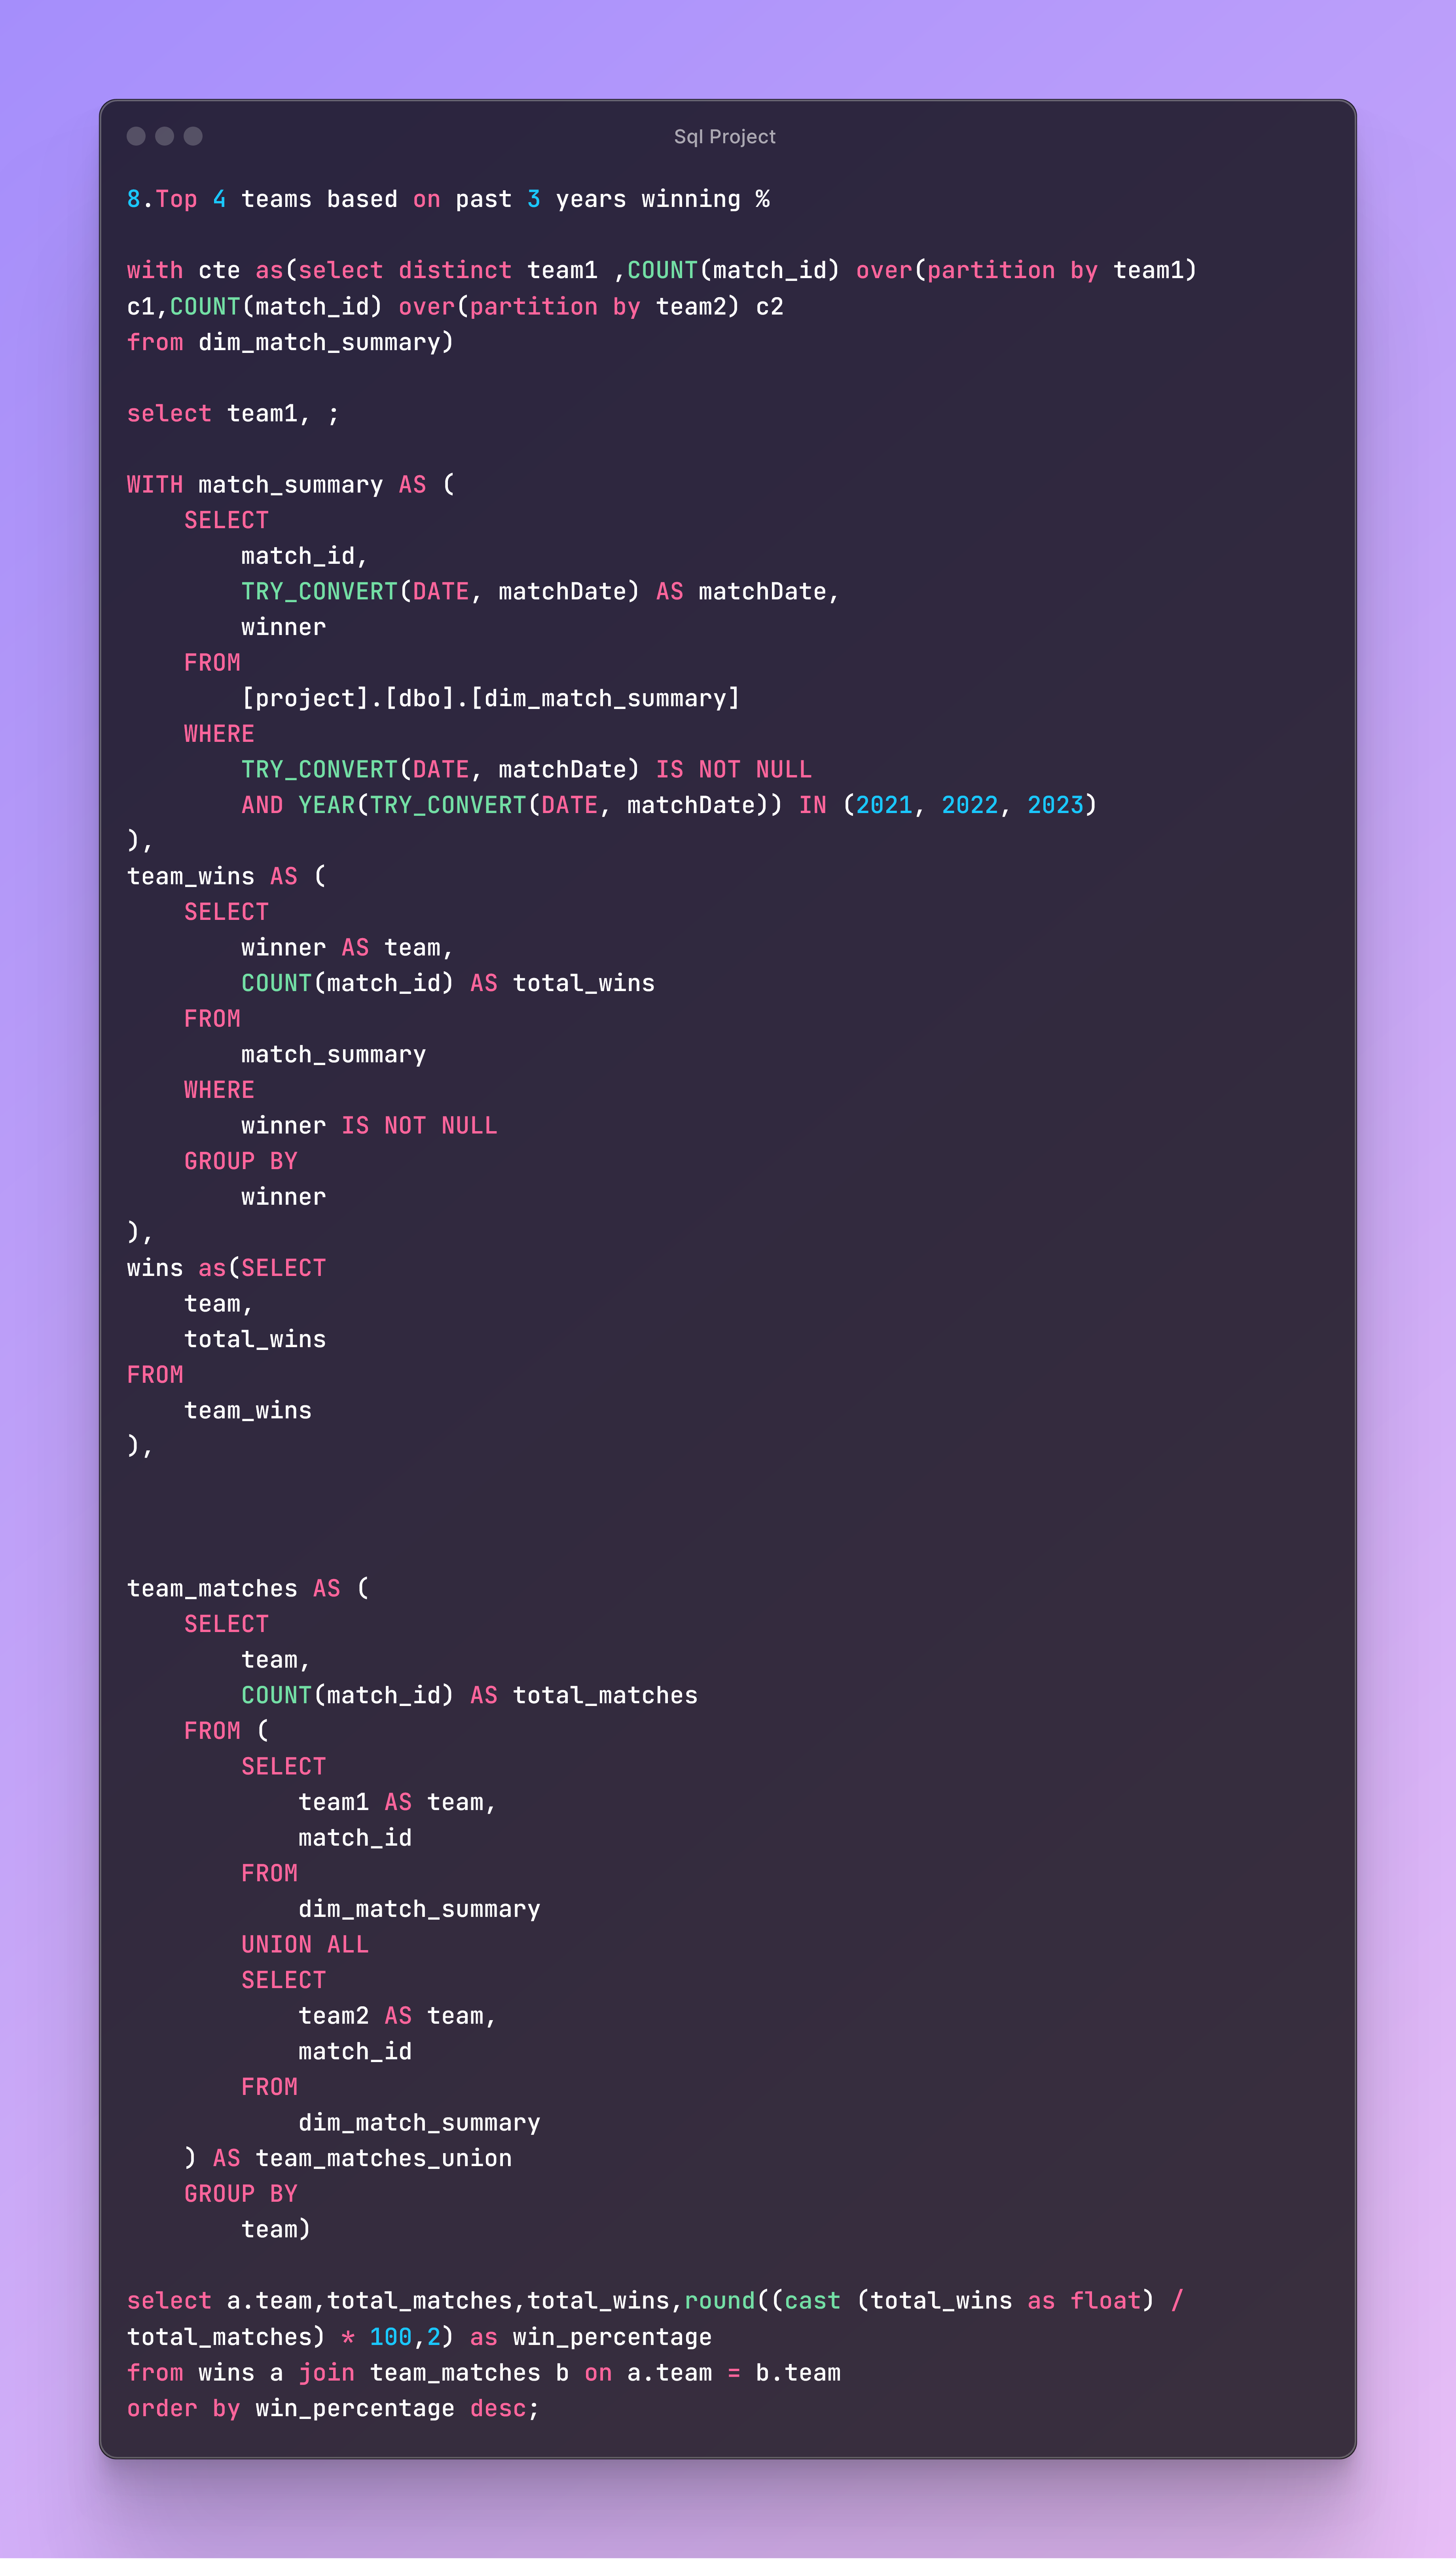 Sql Project
8.Top 4 teams based on past 3 years winning %
with cte as(select distinct team1 ,COUNT(match_id) over(partition by team1)
c1,COUNT(match_id) over(partition by team2) c2
from dim_match_summary)
select team1, ;
WITH match_summary AS (
    SELECT
        match_id,
        TRY_CONVERT(DATE, matchDate) AS matchDate,
        winner
    FROM
        [project].[dbo].[dim_match_summary]
    WHERE
        TRY_CONVERT(DATE, matchDate) IS NOT NULL
        AND YEAR(TRY_CONVERT(DATE, matchDate)) IN (2021, 2022, 2023)
),
team_wins AS (
    SELECT
        winner AS team,
        COUNT(match_id) AS total_wins
    FROM
        match_summary
    WHERE
        winner IS NOT NULL
    GROUP BY
        winner
),
wins as(SELECT
    team,
    total_wins
FROM
    team_wins
),
team_matches AS (
    SELECT
        team,
        COUNT(match_id) AS total_matches
    FROM (
        SELECT
            team1 AS team,
            match_id
        FROM
            dim_match_summary
        UNION ALL
        SELECT
            team2 AS team,
            match_id
        FROM
            dim_match_summary
    ) AS team_matches_union
    GROUP BY
        team)
select a.team,total_matches,total_wins,round((cast (total_wins as float) /
total_matches) * 100,2) as win_percentage
from wins a join team_matches b on a.team = b.team
order by win_percentage desc;